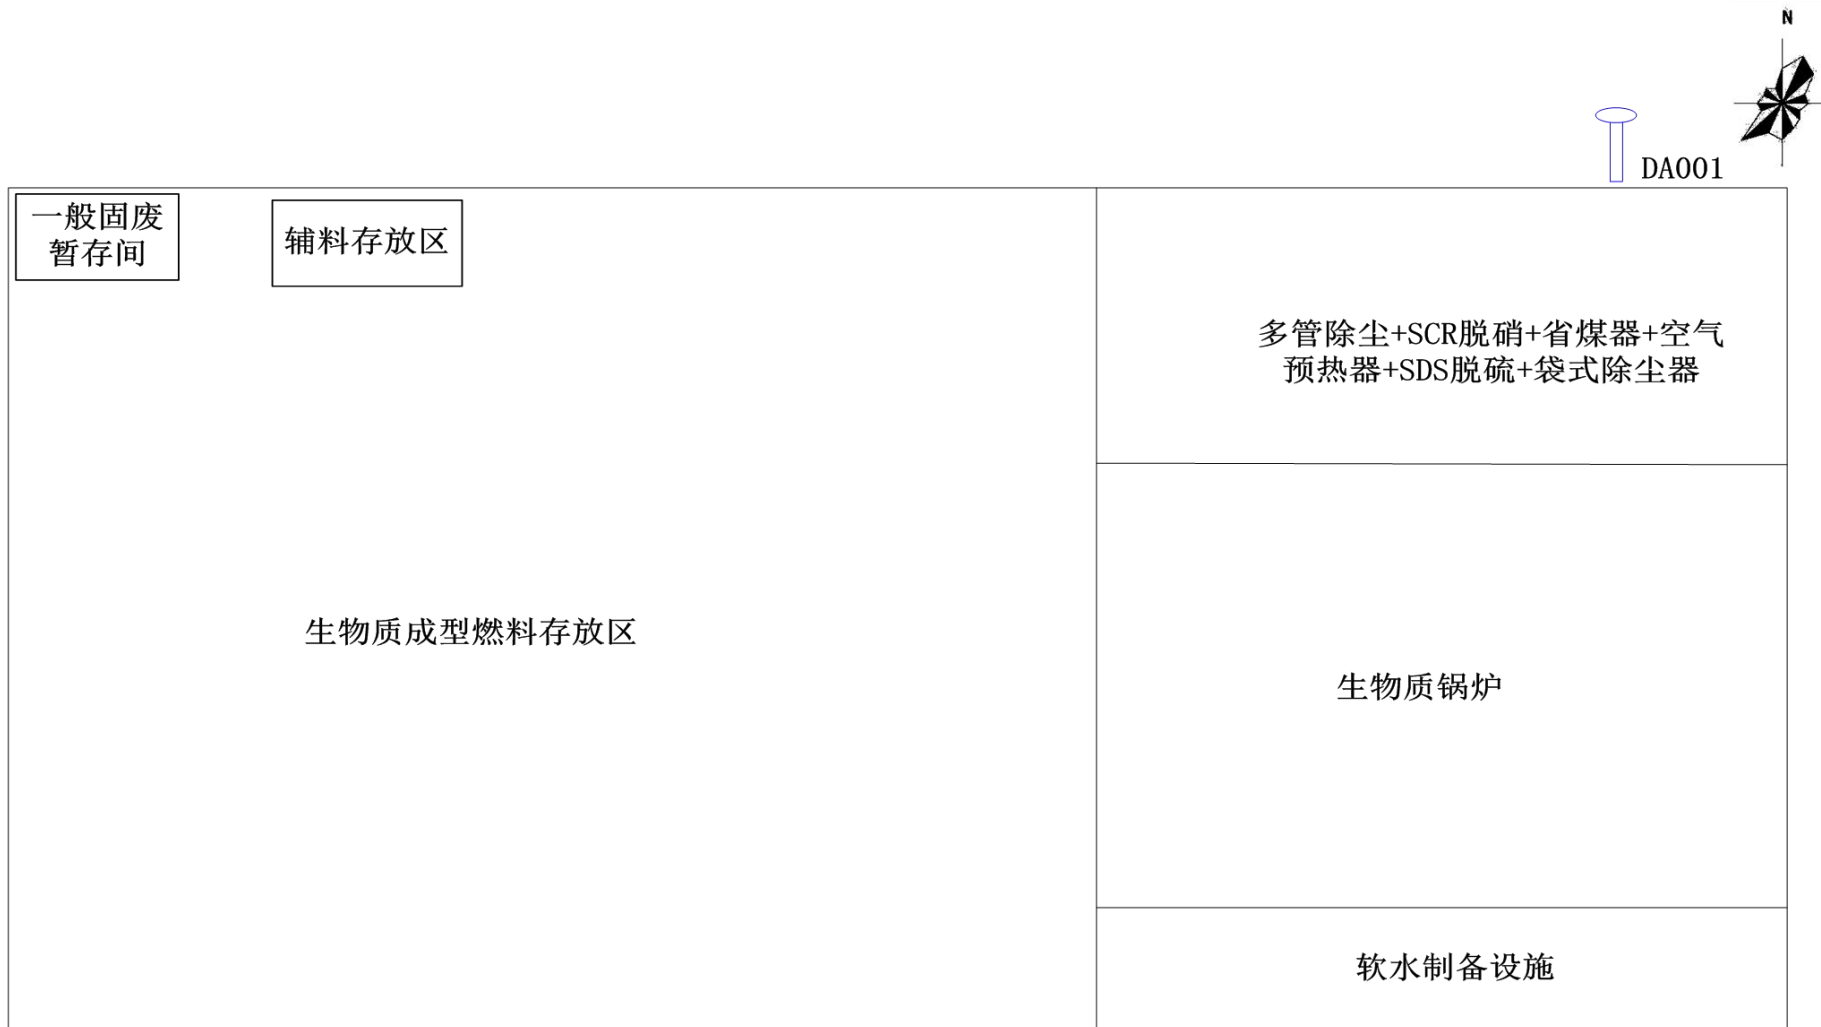 N
DA001
一般固废
暂存间
辅料存放区
多管除尘+SCR脱硝+省煤器+空气
预热器+SDS脱硫+袋式除尘器
生物质成型燃料存放区
生物质锅炉
软水制备设施